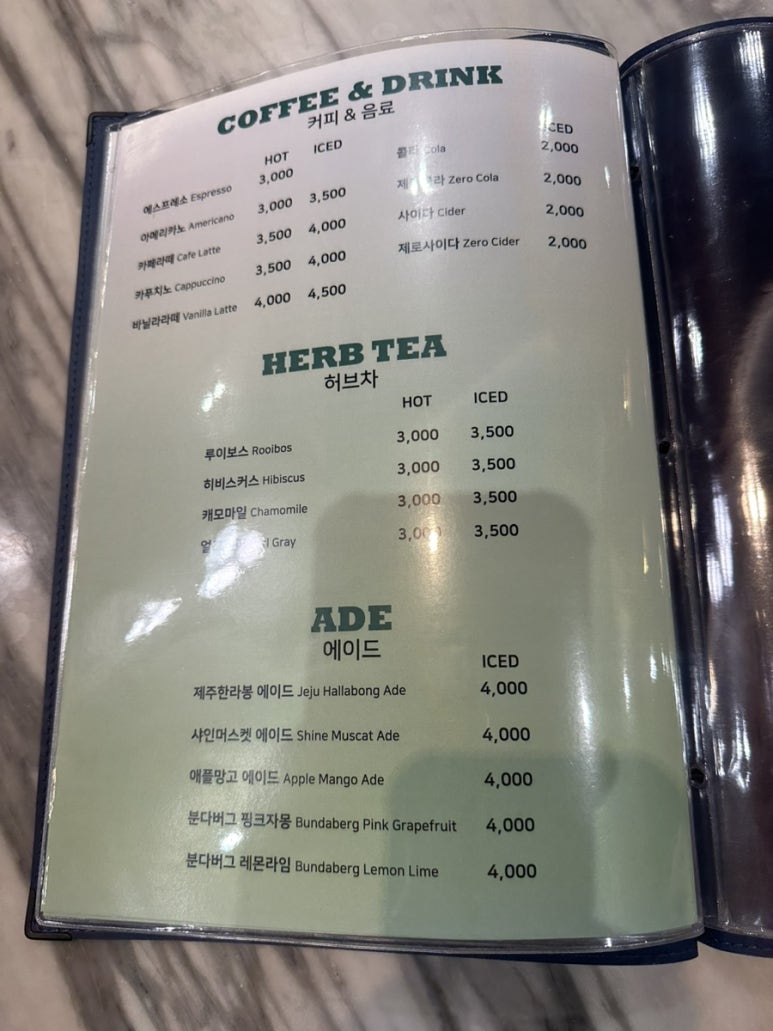 COFFEE & DRINK
커피 & 음료
HOT ICED
에스프레소 Espresso 3,000
아메리카노 Americano 3,000 3,500
카페라떼 Cafe Latte 3,500 4,000
카푸치노 Cappuccino 3,500 4,000
바닐라라떼 Vanilla Latte 4,000 4,500
ICED
콜라 Cola 2,000
Zero Cola 2,000
사이다 Cider 2,000
제로사이다 Zero Cider 2,000
HERB TEA
허브차
HOT ICED
루이보스 Rooibos 3,000 3,500
히비스커스 Hibiscus 3,000 3,500
캐모마일 Chamomile 3,000 3,500
Gray 3,000 3,500
ADE
에이드
ICED
제주한라봉 에이드 Jeju Hallabong Ade 4,000
샤인머스켓 에이드 Shine Muscat Ade 4,000
애플망고 에이드 Apple Mango Ade 4,000
분다버그 핑크자몽 Bundaberg Pink Grapefruit 4,000
분다버그 레몬라임 Bundaberg Lemon Lime 4,000